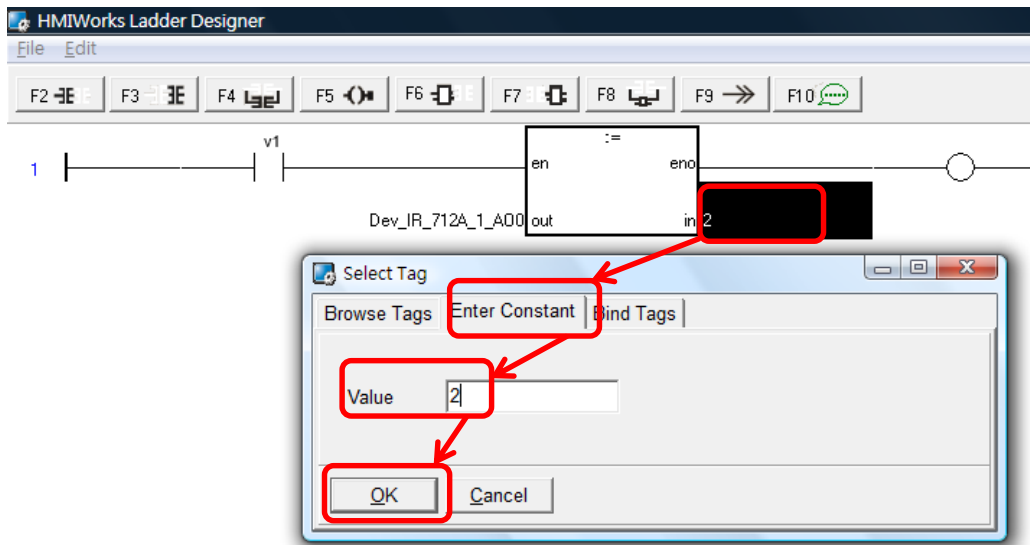 HMIWorks Ladder Designer
File Edit
F2 F3 F4 F5 F6 F7 F8 F9 F10
v1
:=
1
en eno
Dev_IR_712A_1_AO0 out in 2
Select Tag
Browse Tags Enter Constant Bind Tags
Value 2
OK Cancel